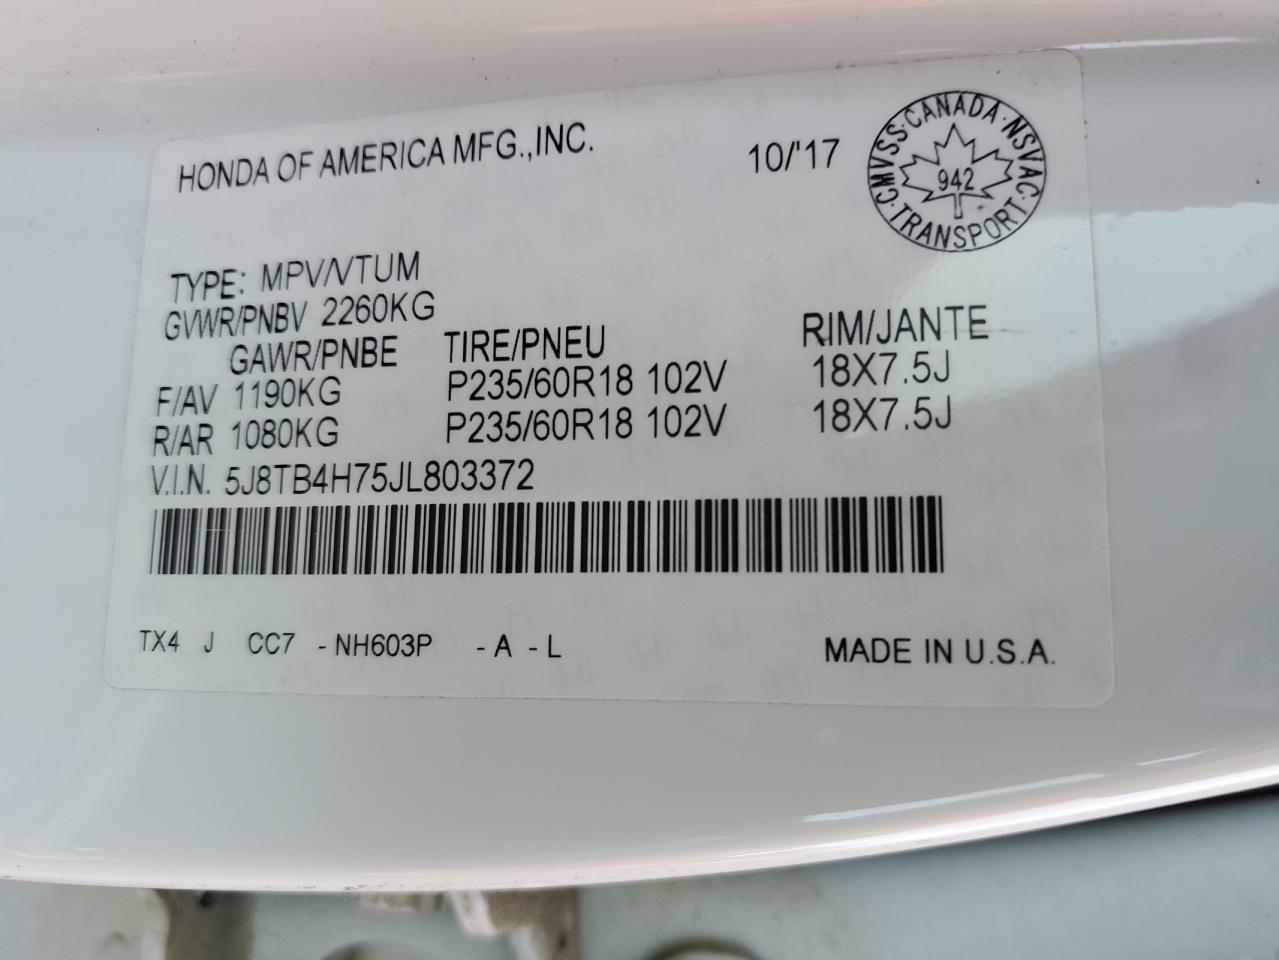 HONDA OF AMERICA MFG.,INC.
10/'17
CMVSS·CANADA·NSVAC·TRANSPORT·
942
TYPE: MPV/VTUM
GVWR/PNBV 2260KG
GAWR/PNBE TIRE/PNEU RIM/JANTE
F/AV 1190KG P235/60R18 102V 18X7.5J
R/AR 1080KG P235/60R18 102V 18X7.5J
V.I.N. 5J8TB4H75JL803372
TX4 J CC7 - NH603P - A - L MADE IN U.S.A.